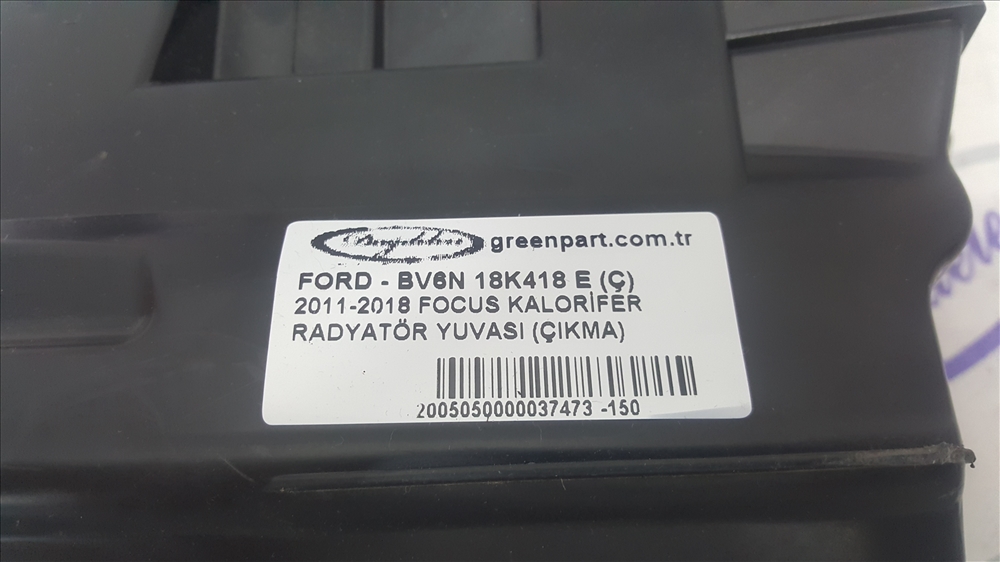 greenpart.com.tr
FORD - BV6N 18K418 E (Ç)
2011-2018 FOCUS KALORİFER
RADYATÖR YUVASI (ÇIKMA)
2005050000037473 -150